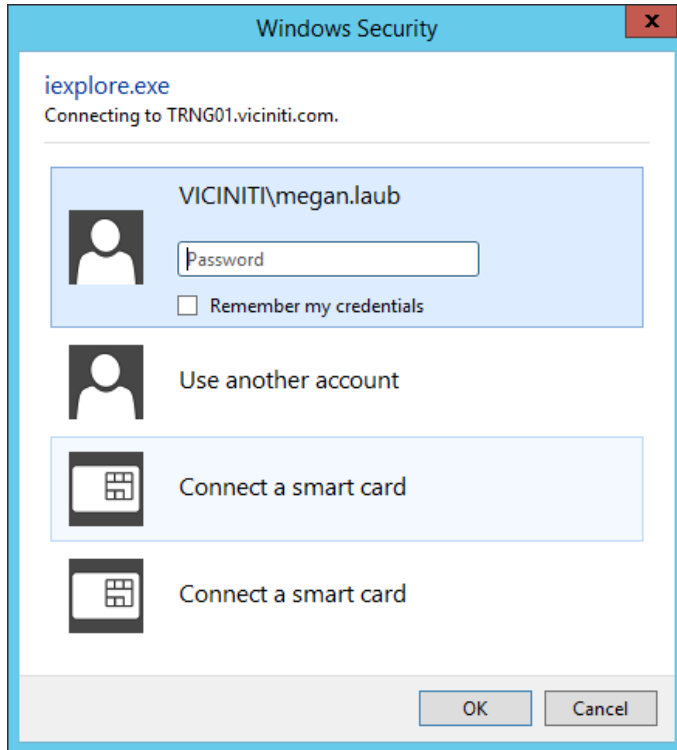 Windows Security
x
iexplore.exe
Connecting to TRNG01.viciniti.com.
VICINITI\megan.laub
Password
Remember my credentials
Use another account
Connect a smart card
Connect a smart card
OK Cancel